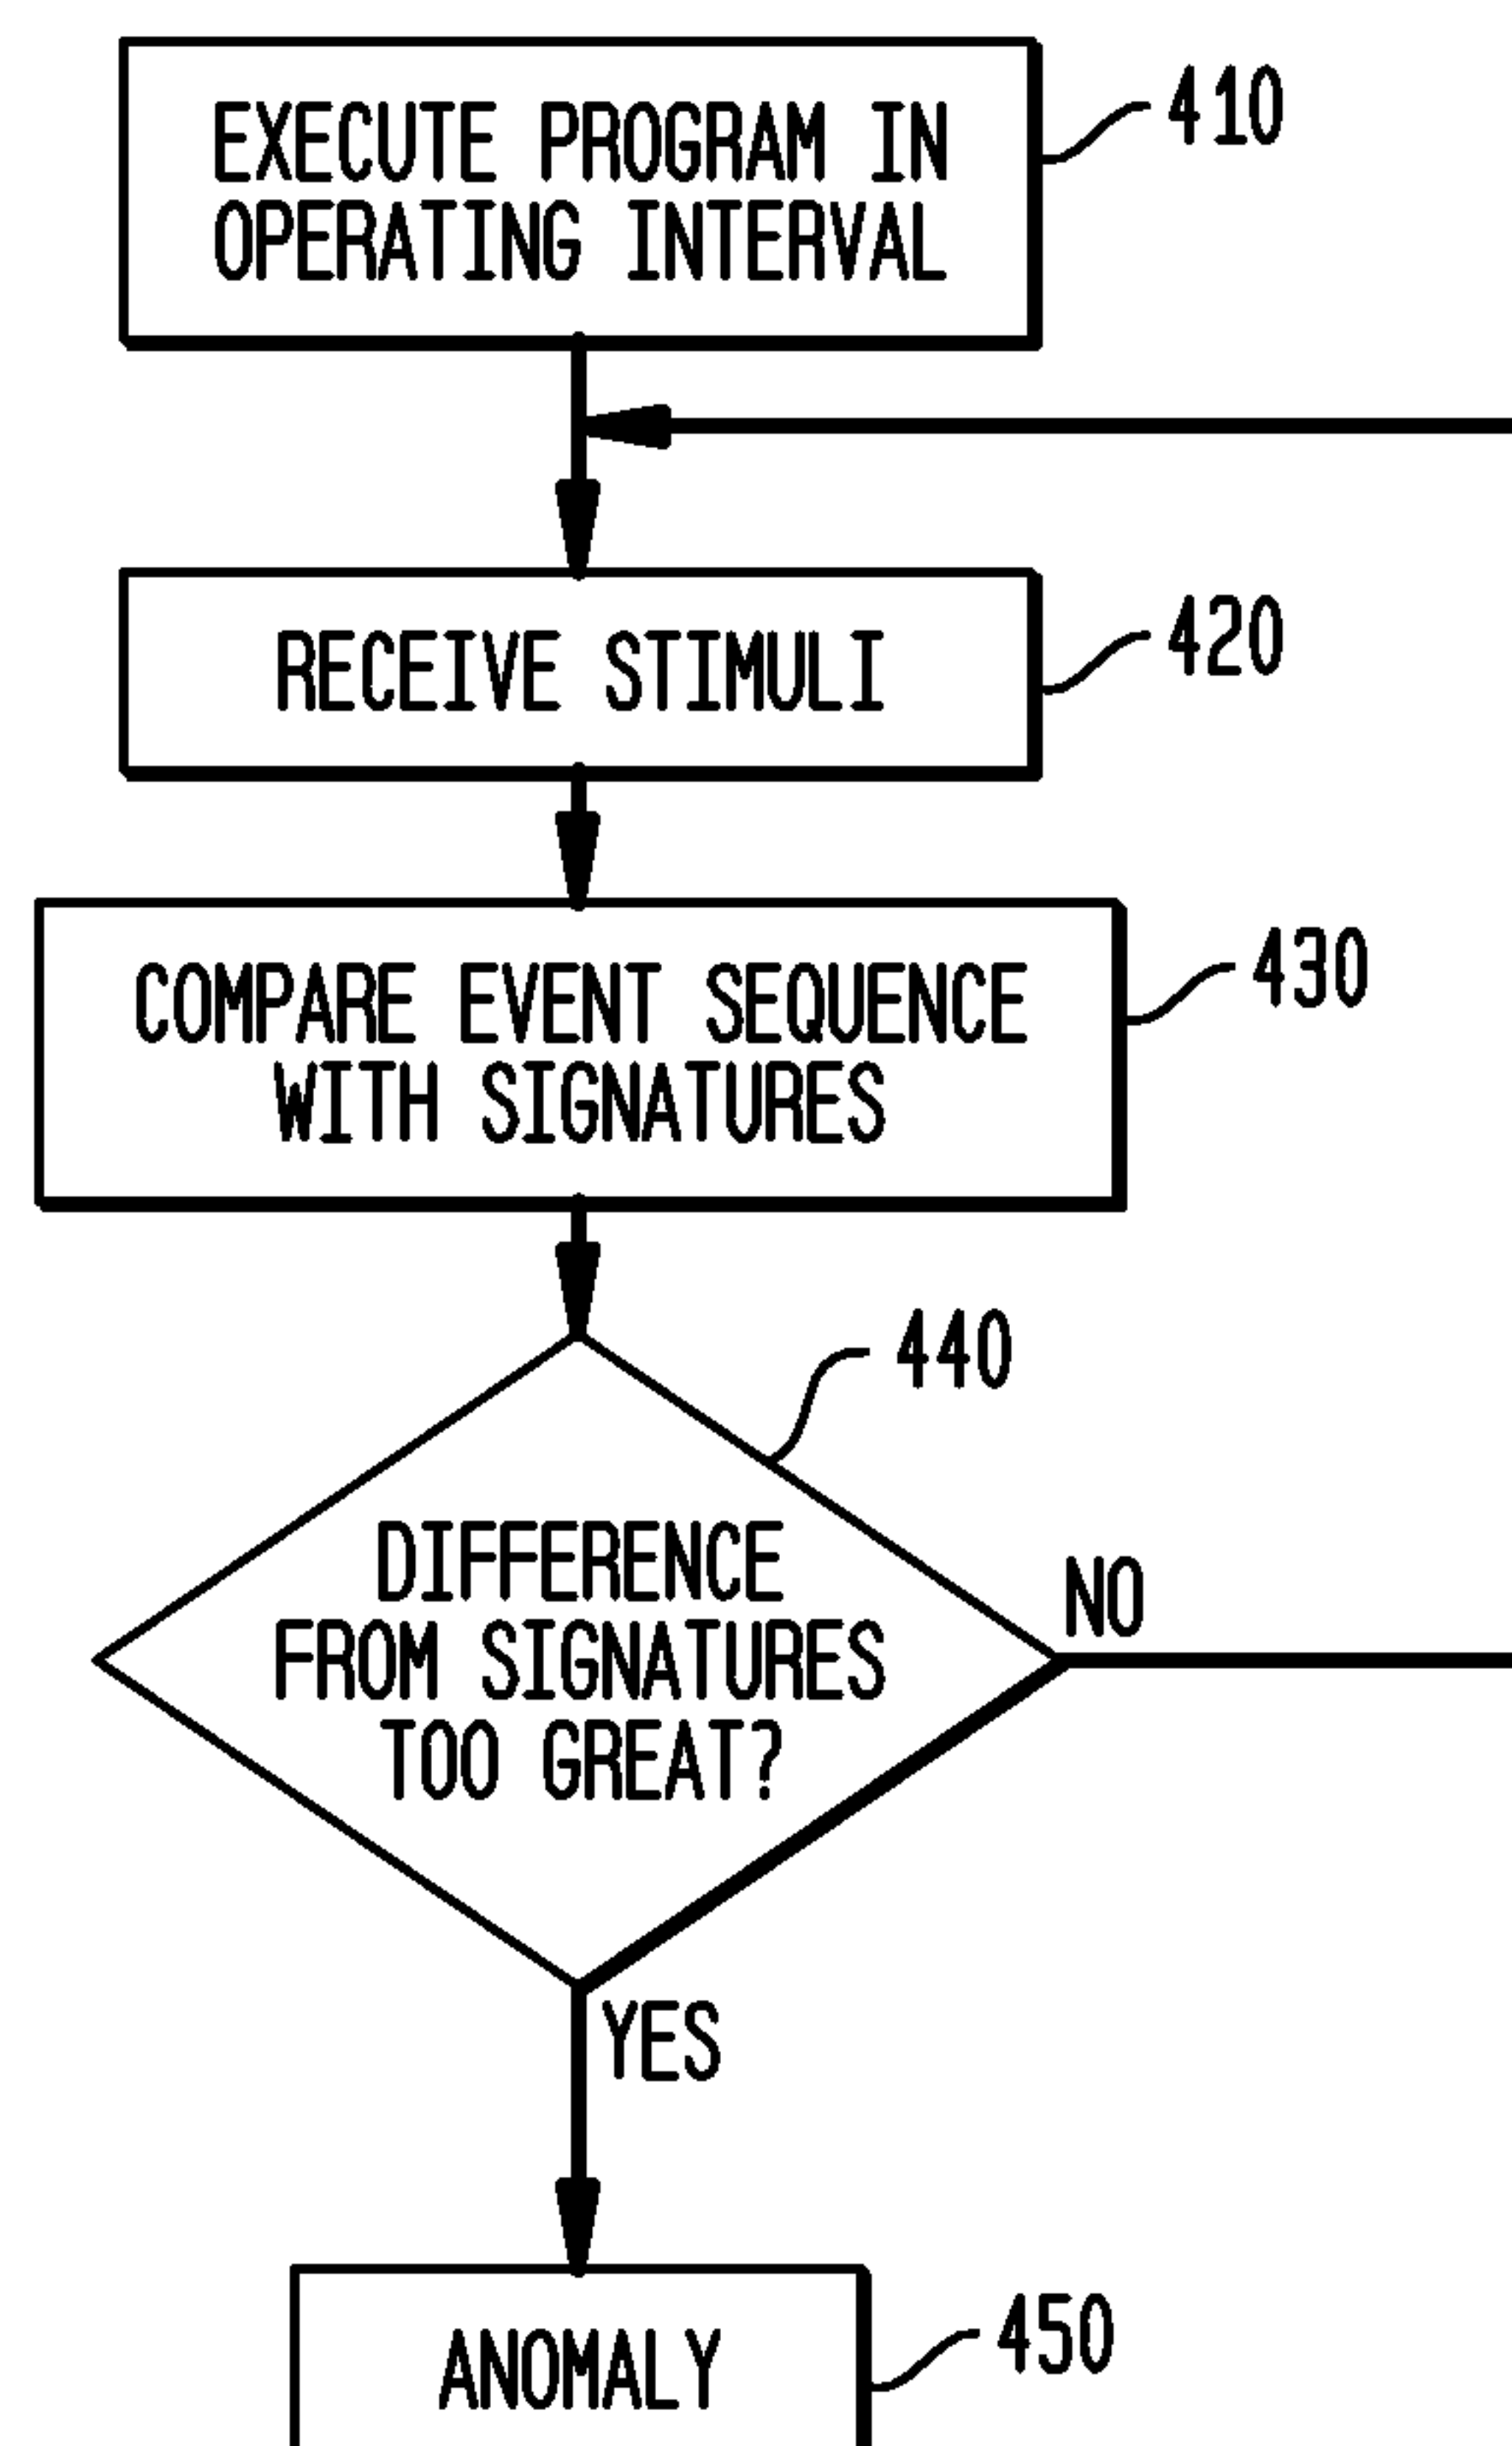 EXECUTE PROGRAM IN
OPERATING INTERVAL
410
RECEIVE STIMULI
420
COMPARE EVENT SEQUENCE
WITH SIGNATURES
430
440
DIFFERENCE
FROM SIGNATURES
TOO GREAT?
NO
YES
ANOMALY
450